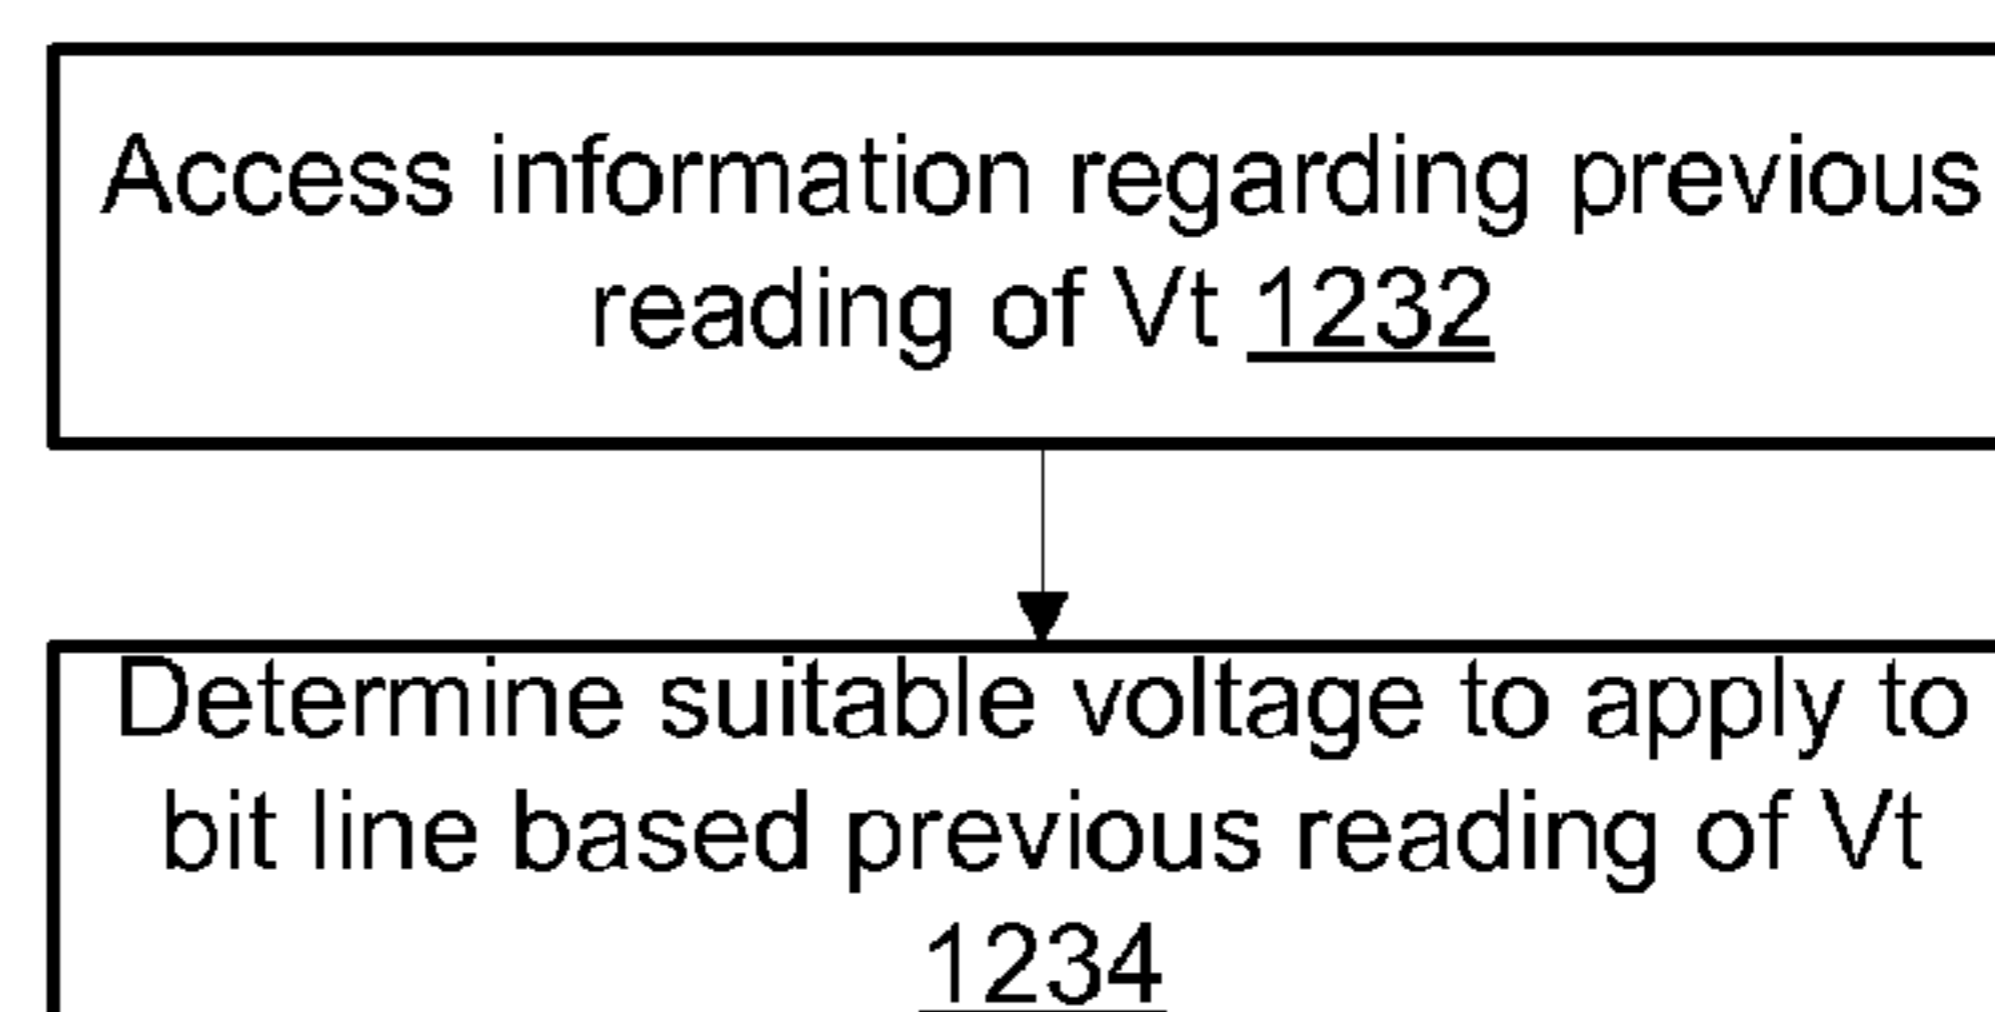 Access information regarding previous
reading of Vt 1232
Determine suitable voltage to apply to
bit line based previous reading of Vt
1234